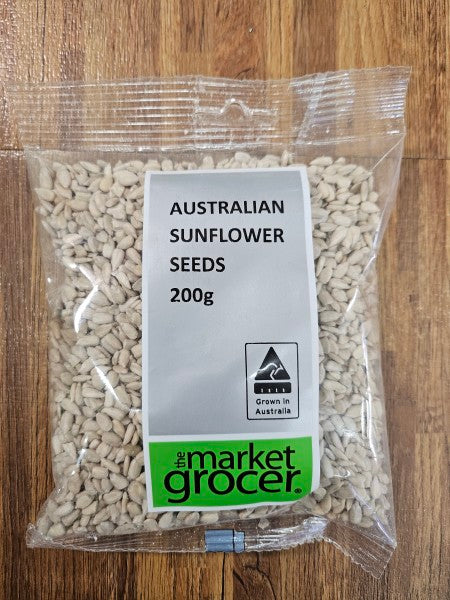 AUSTRALIAN
SUNFLOWER
SEEDS
200g
Grown in
Australia
the market
grocer®